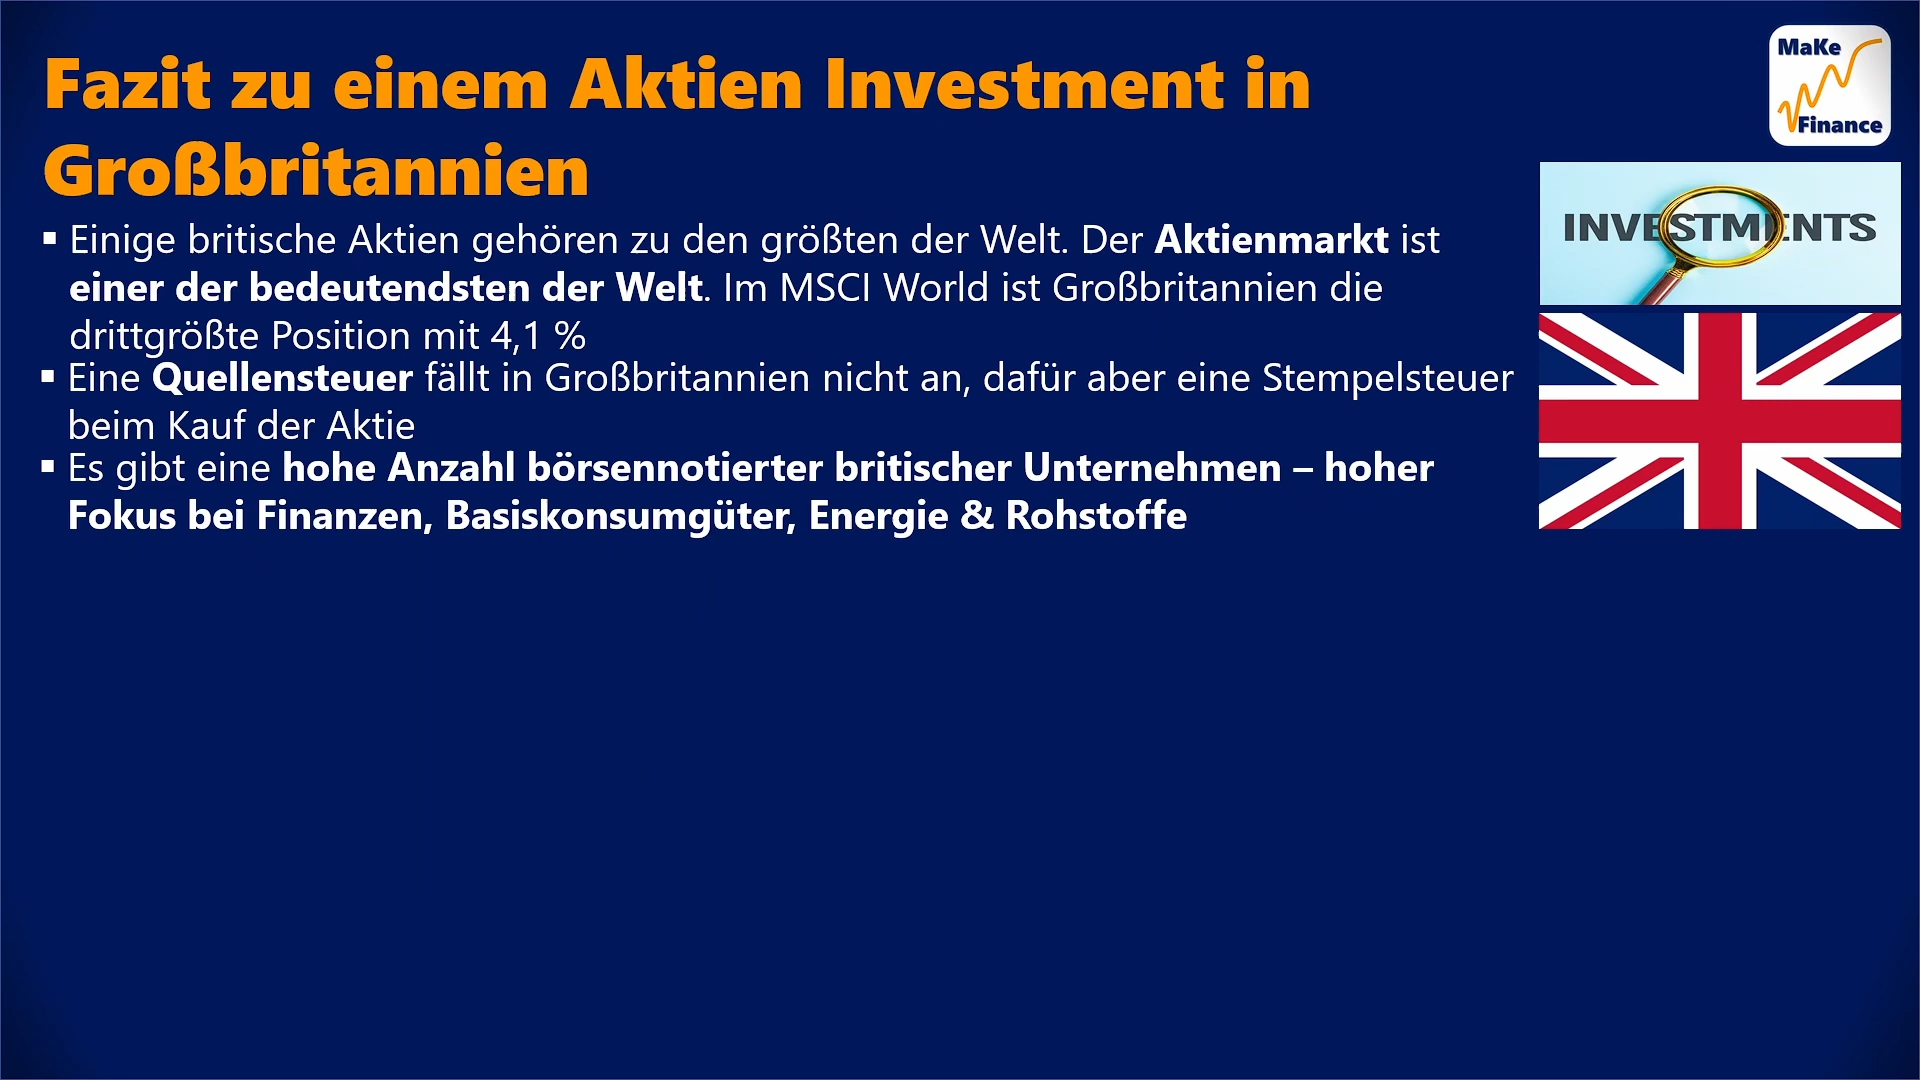 Fazit zu einem Aktien Investment in
Großbritannien
MaKe
Finance
INVESTMENTS
▪ Einige britische Aktien gehören zu den größten der Welt. Der Aktienmarkt ist
einer der bedeutendsten der Welt. Im MSCI World ist Großbritannien die
drittgrößte Position mit 4,1 %
▪ Eine Quellensteuer fällt in Großbritannien nicht an, dafür aber eine Stempelsteuer
beim Kauf der Aktie
▪ Es gibt eine hohe Anzahl börsennotierter britischer Unternehmen – hoher
Fokus bei Finanzen, Basiskonsumgüter, Energie & Rohstoffe